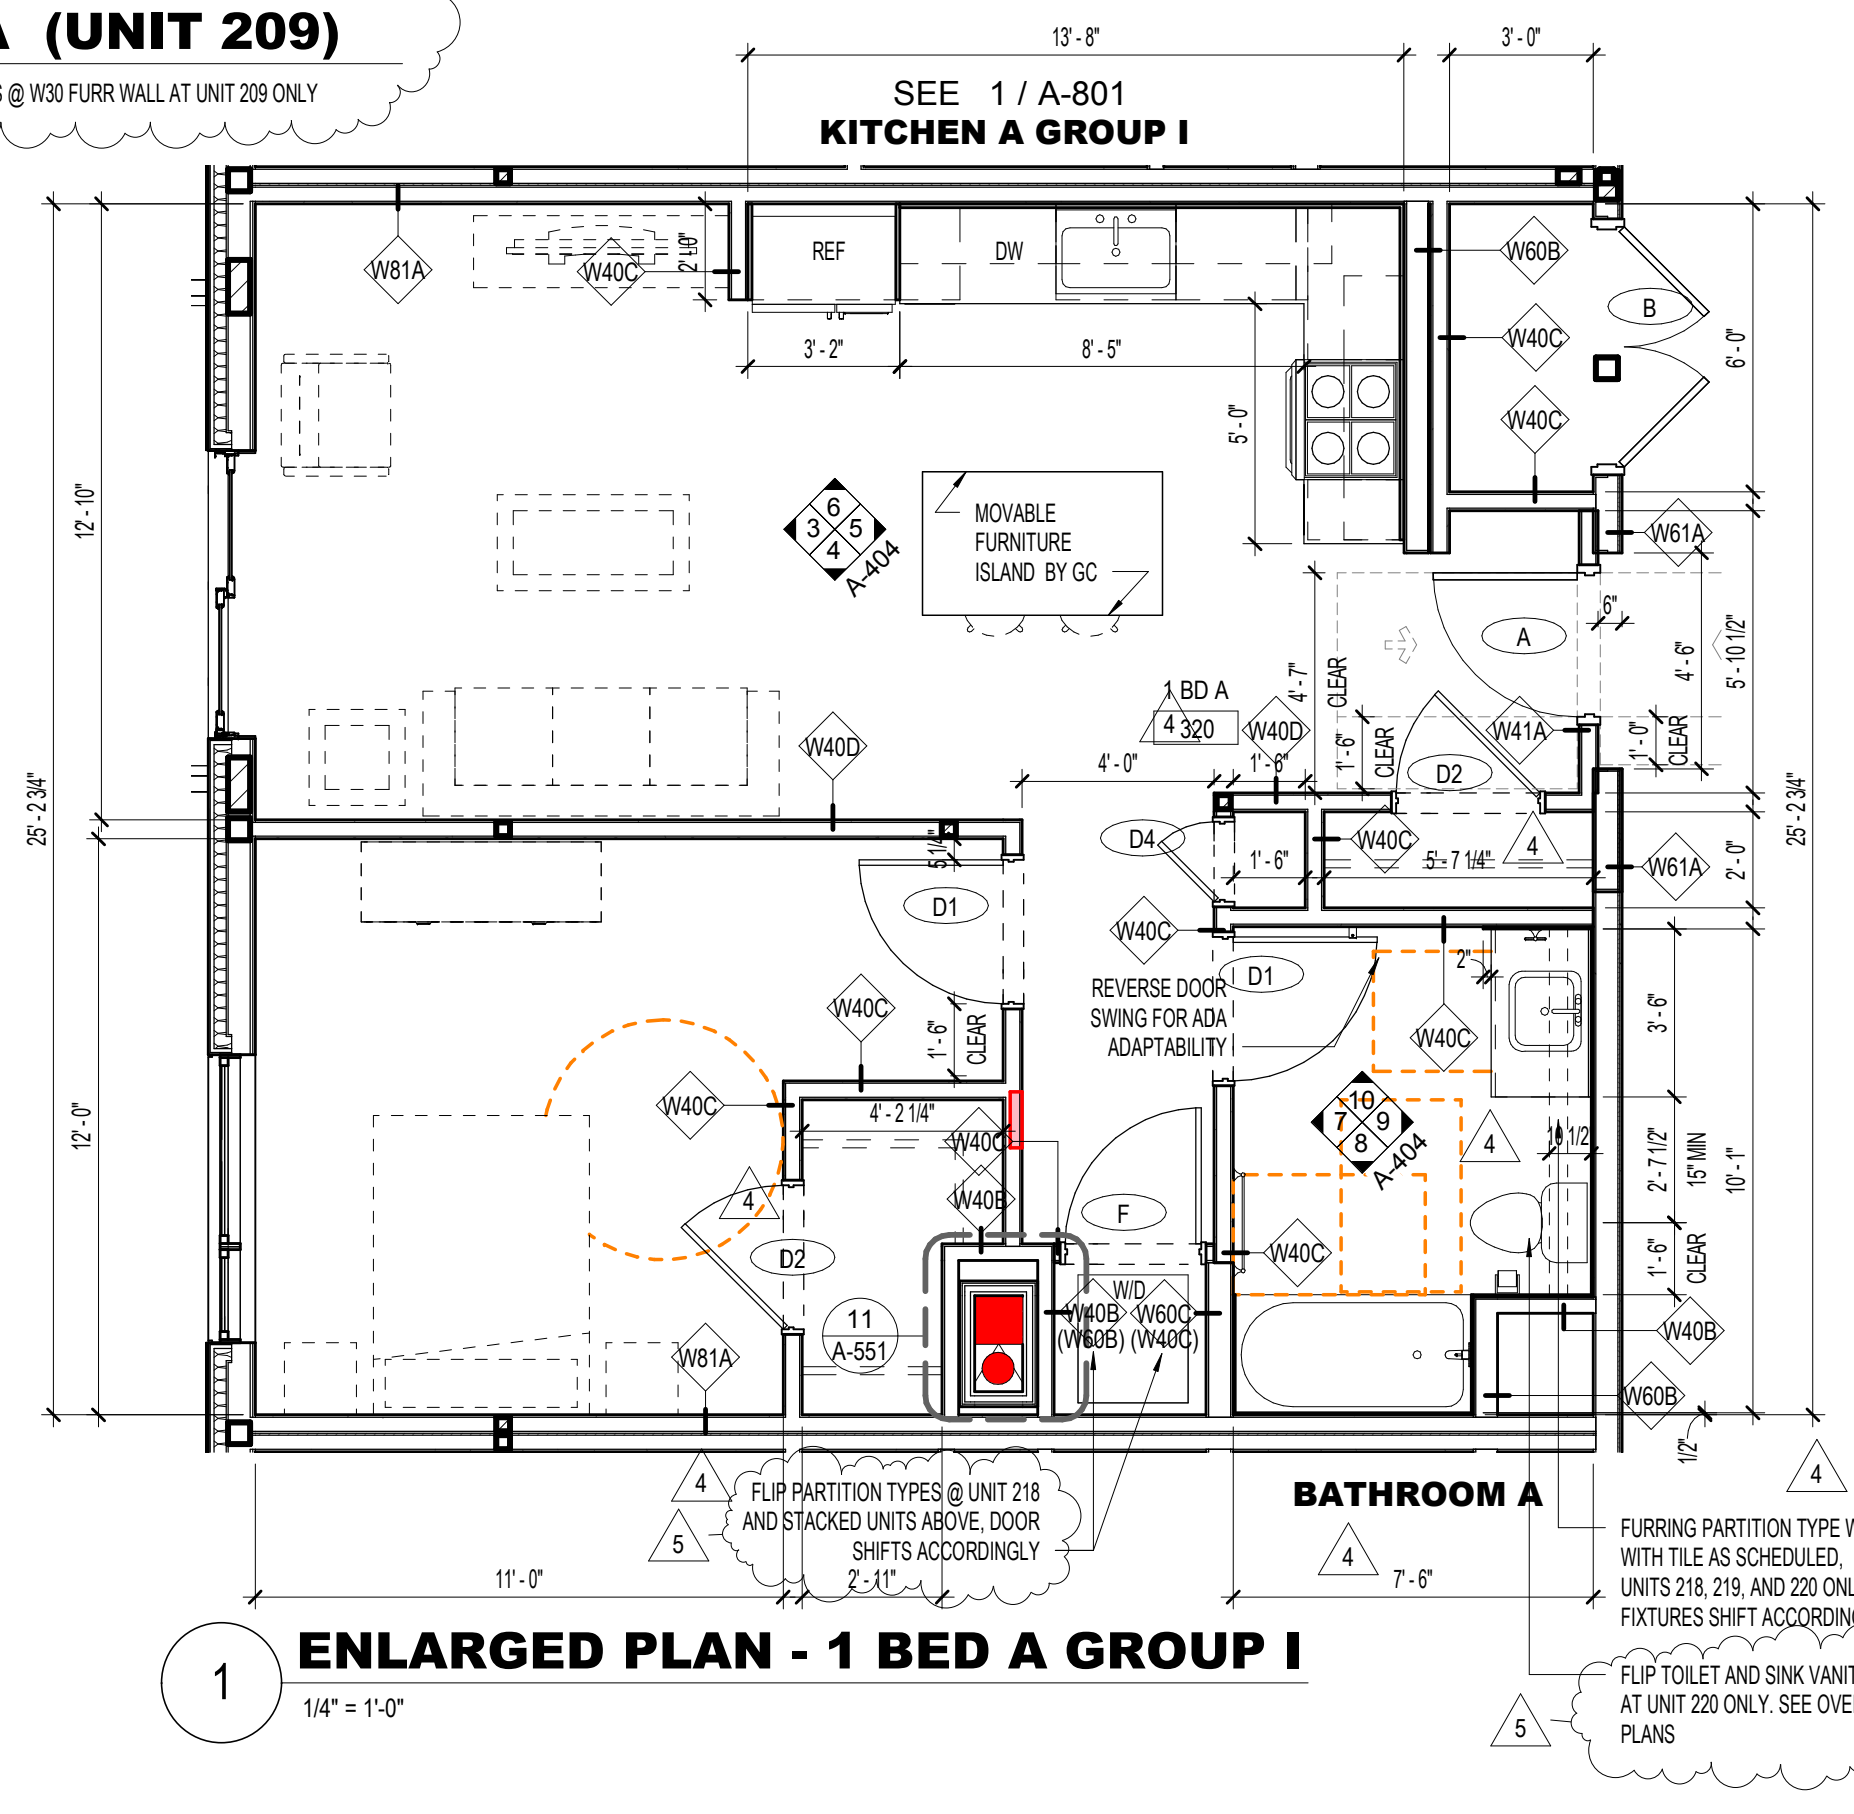 (UNIT 209)
@ W30 FURR WALL AT UNIT 209 ONLY
13' - 8"
3' - 0"
SEE 1 / A-801
KITCHEN A GROUP I
W81A
W40C
2' - 0"
REF
DW
W60B
B
W40C
W40C
6' - 0"
3' - 2"
8' - 5"
5' - 0"
12' - 10"
6
3 5
4
A-404
MOVABLE
FURNITURE
ISLAND BY GC
W61A
6"
A
4' - 6"
5' - 10 1/2"
4' - 7"
CLEAR
1 BD A
4
320
W40D
W41A
1' - 6"
CLEAR
D2
1' - 0"
CLEAR
W40D
4' - 0"
1' - 6"
25' - 2 3/4"
25' - 2 3/4"
D4
W40C
4
5 1/4"
1' - 6"
5' - 7 1/4"
W61A
2' - 0"
D1
W40C
D1
2"
REVERSE DOOR
SWING FOR ADA
ADAPTABILITY
W40C
W40C
3' - 6"
1' - 6"
CLEAR
12' - 0"
W40C
4' - 2 1/4"
W40C
10
7 9
8
A-404
4
2' - 7 1/2"
15" MIN
10' - 1"
4
W40B
F
D2
W40C
1' - 6"
CLEAR
11
A-551
W/D
W40B
(W60B)
W60C
(W40C)
W81A
W40B
W60B
1/2"
4
FLIP PARTITION TYPES @ UNIT 218
AND STACKED UNITS ABOVE, DOOR
SHIFTS ACCORDINGLY
5
BATHROOM A
4
4
FURRING PARTITION TYPE
WITH TILE AS SCHEDULED,
UNITS 218, 219, AND 220
FIXTURES SHIFT
11' - 0"
2' - 11"
7' - 6"
1
ENLARGED PLAN - 1 BED A GROUP I
1/4" = 1'-0"
FLIP TOILET AND SINK
AT UNIT 220 ONLY. SEE
PLANS
5